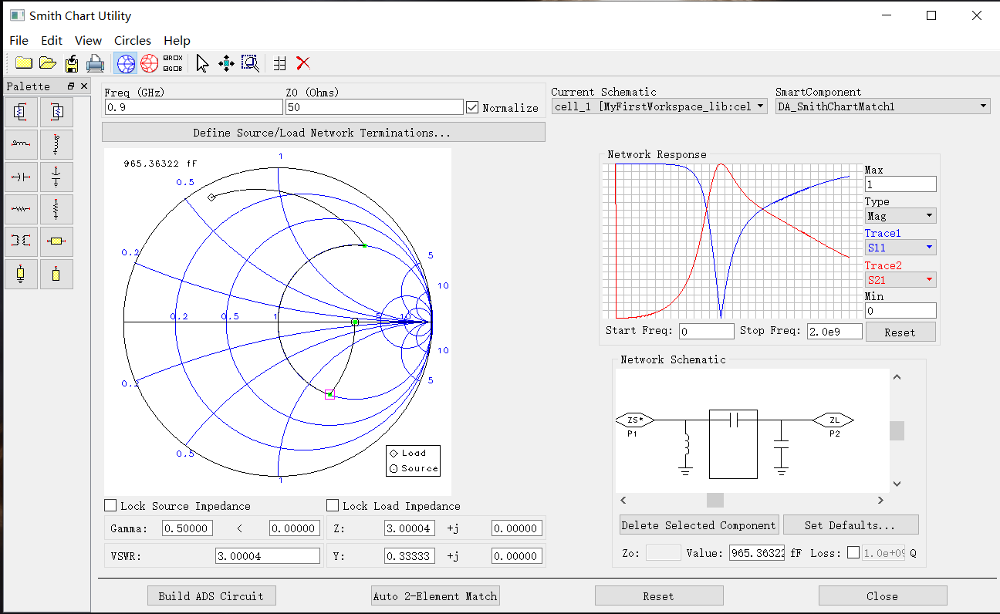 Smith Chart Utility
File Edit View Circles Help
Palette
Freq (GHz) Z0 (Ohms)
0.9 50 Normalize
Current Schematic SmartComponent
cell_1 [MyFirstWorkspace_lib:cel DA_SmithChartMatch1
Define Source/Load Network Terminations...
965.36322 fF
1
0.5
0.2
5
10
0.2 0.5 1 5 10
10
0.2
5
0.5
1
Load
Source
Network Response
Max
1
Type
Mag
Trace1
S11
Trace2
S21
Min
0
Start Freq: 0 Stop Freq: 2.0e9 Reset
Network Schematic
ZS* ZL
P1 P2
Lock Source Impedance Lock Load Impedance
Gamma: 0.50000 < 0.00000 Z: 3.00004 +j 0.00000
VSWR: 3.00004 Y: 0.33333 +j 0.00000
Delete Selected Component Set Defaults...
Zo: Value: 965.36322 fF Loss: 1.0e+09 Q
Build ADS Circuit Auto 2-Element Match Reset Close